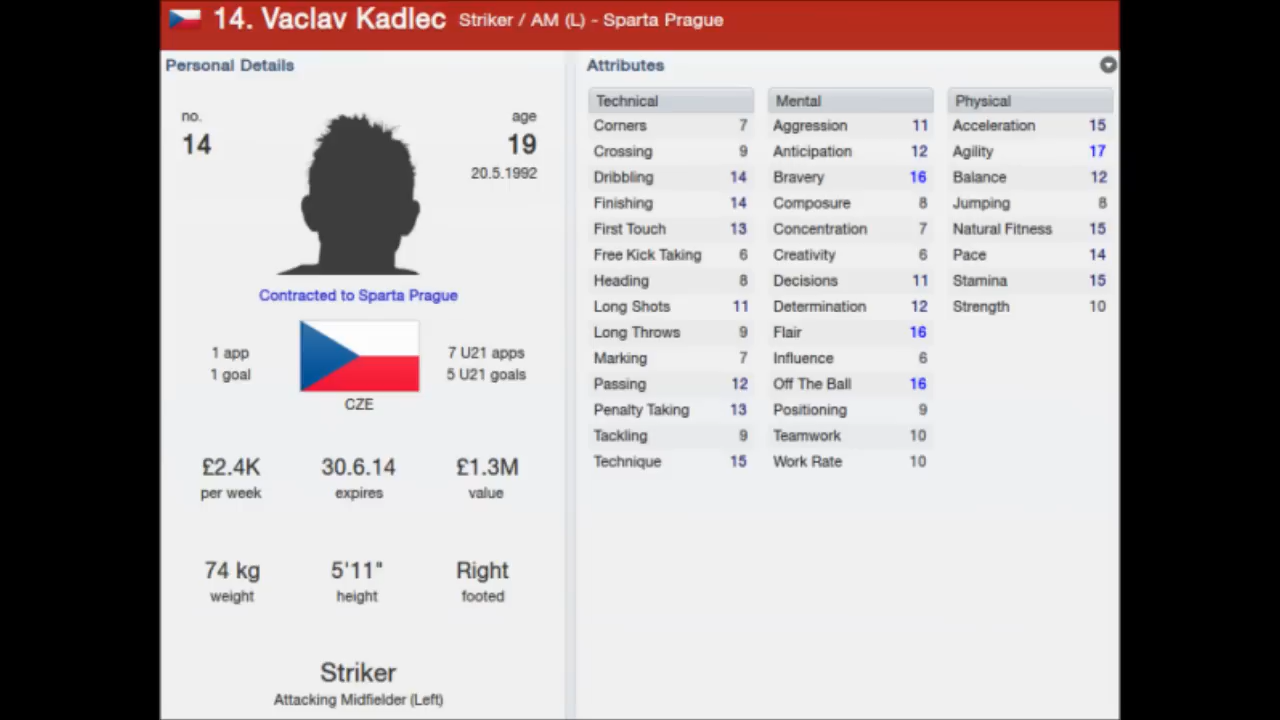 14. Vaclav Kadlec Striker / AM (L) - Sparta Prague
Personal Details
no.
14
age
19
20.5.1992
Contracted to Sparta Prague
1 app
1 goal
7 U21 apps
5 U21 goals
CZE
£2.4K
per week
30.6.14
expires
£1.3M
value
74 kg
weight
5'11"
height
Right
footed
Striker
Attacking Midfielder (Left)
Attributes
Technical
Corners 7
Crossing 9
Dribbling 14
Finishing 14
First Touch 13
Free Kick Taking 6
Heading 8
Long Shots 11
Long Throws 9
Marking 7
Passing 12
Penalty Taking 13
Tackling 9
Technique 15
Mental
Aggression 11
Anticipation 12
Bravery 16
Composure 8
Concentration 7
Creativity 6
Decisions 11
Determination 12
Flair 16
Influence 6
Off The Ball 16
Positioning 9
Teamwork 10
Work Rate 10
Physical
Acceleration 15
Agility 17
Balance 12
Jumping 8
Natural Fitness 15
Pace 14
Stamina 15
Strength 10